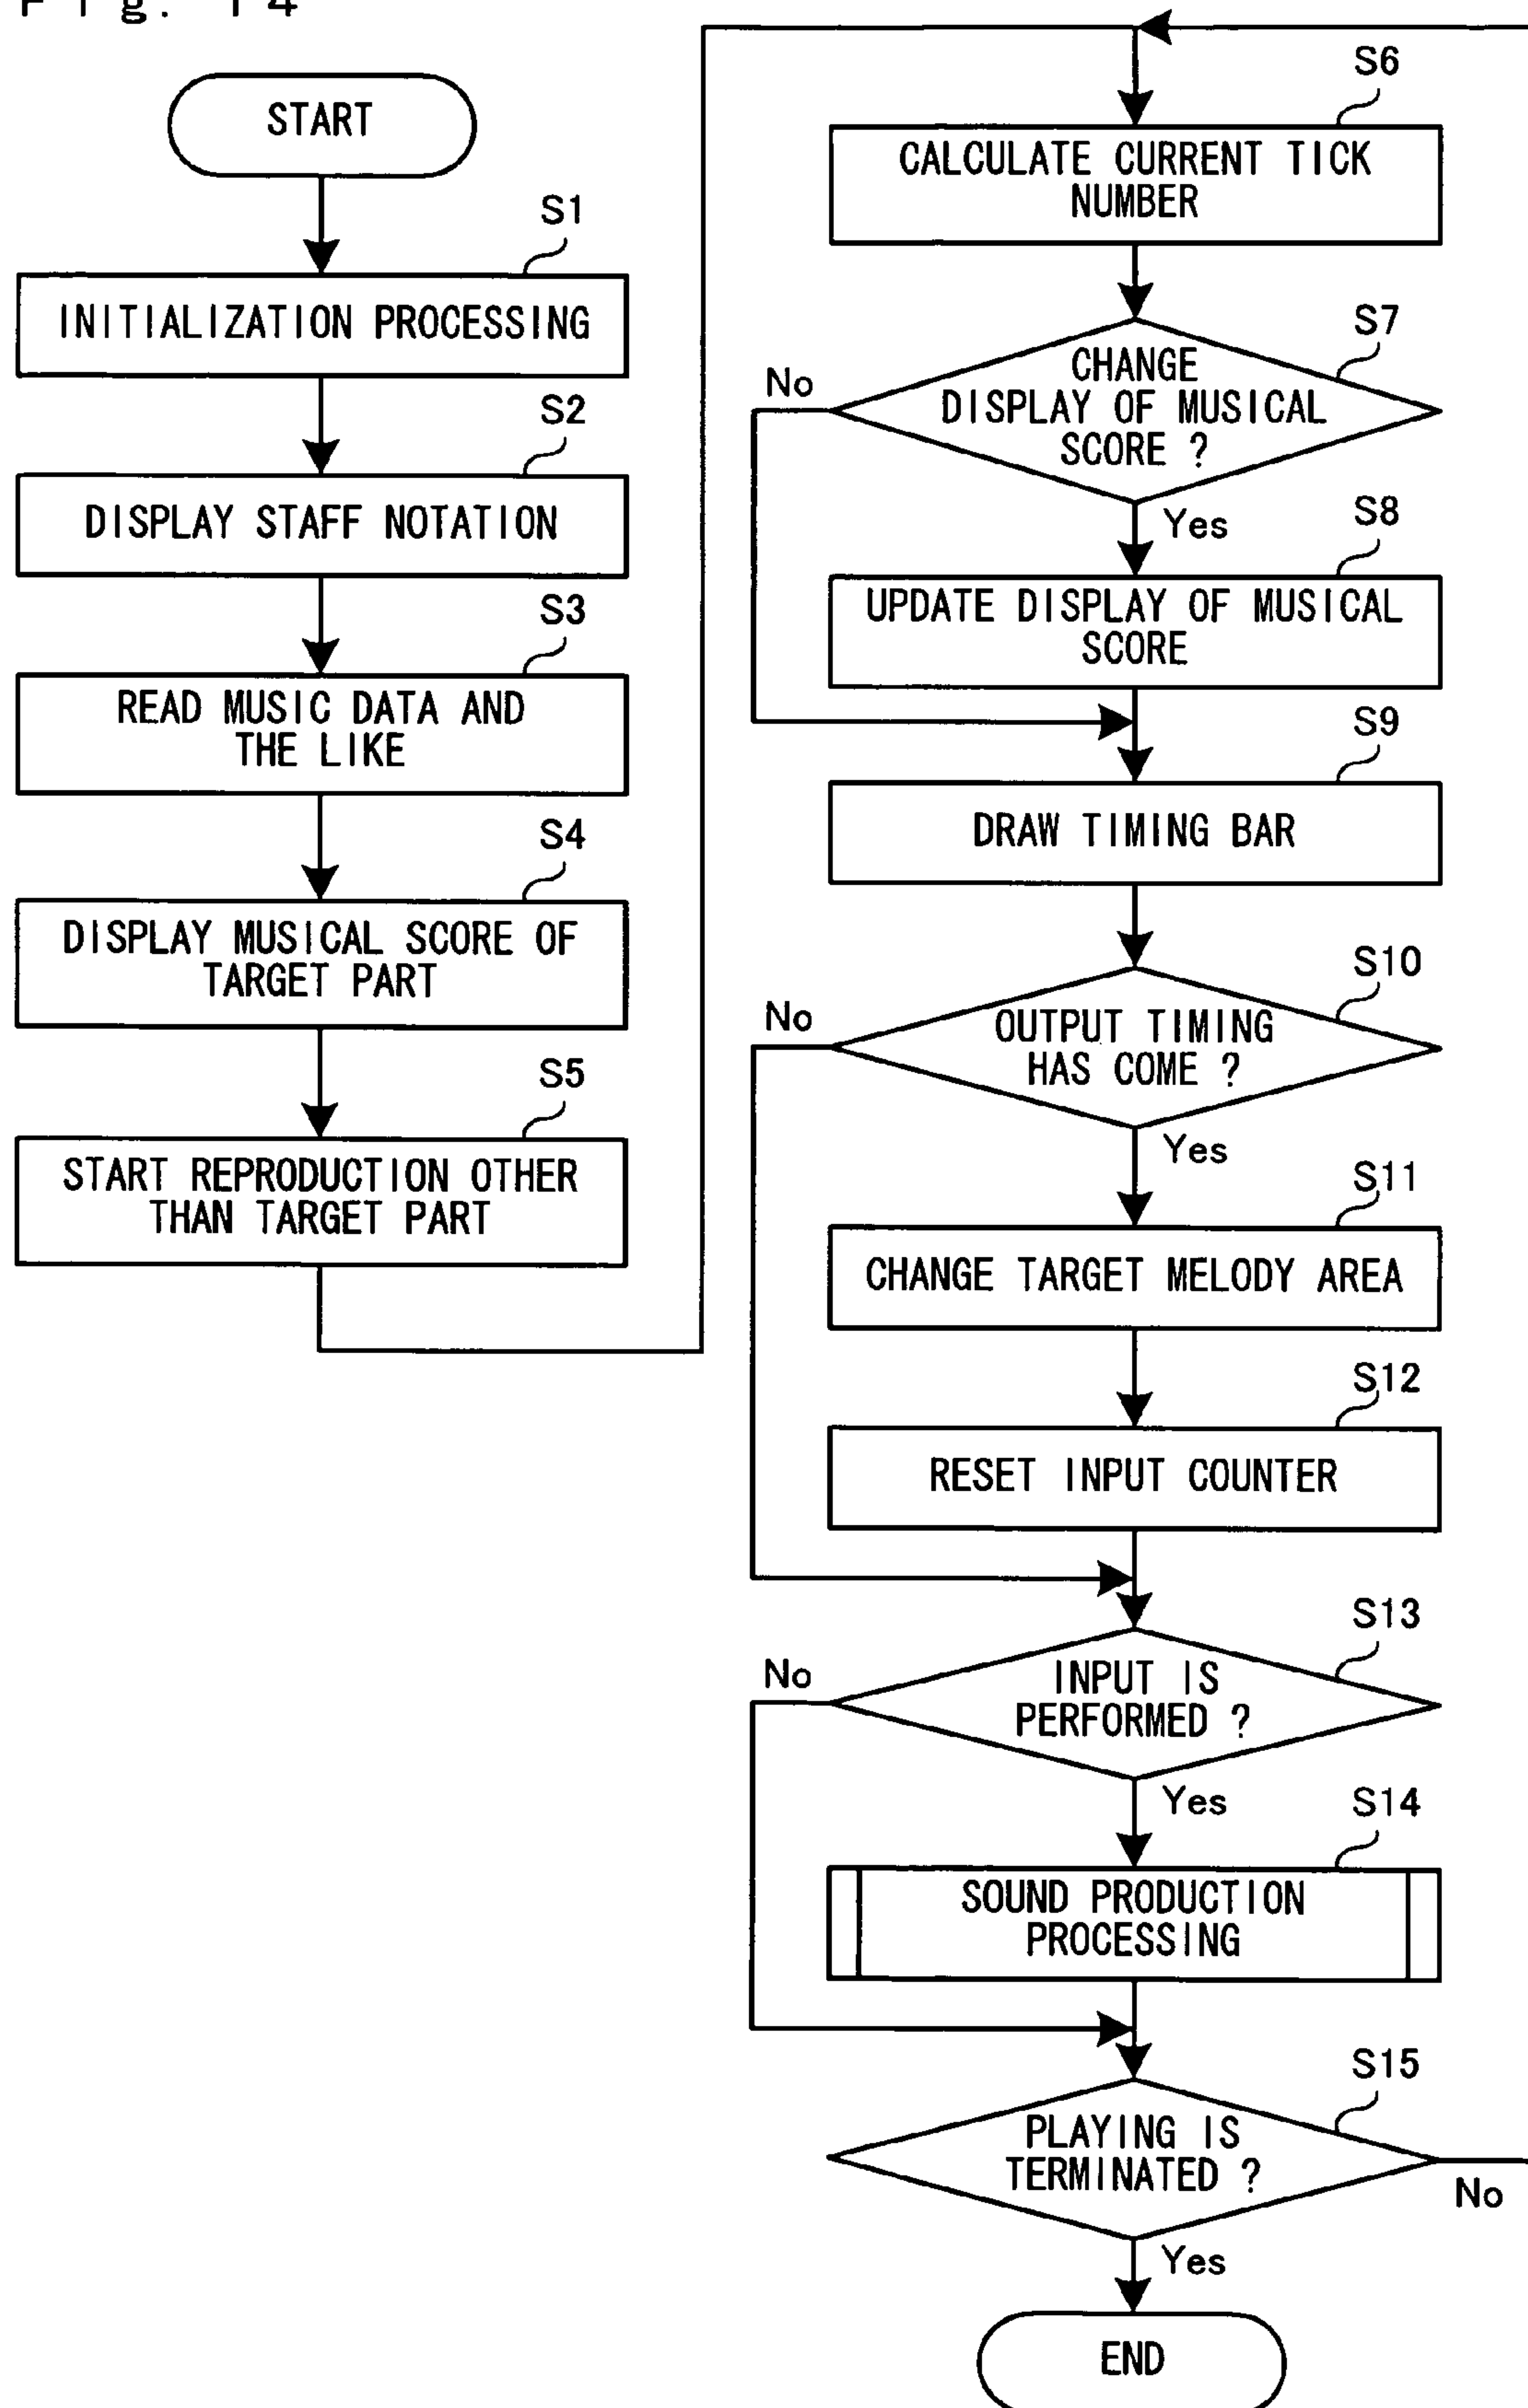 Fig. 14
START
S1
INITIALIZATION PROCESSING
S2
DISPLAY STAFF NOTATION
S3
READ MUSIC DATA AND
THE LIKE
S4
DISPLAY MUSICAL SCORE OF
TARGET PART
S5
START REPRODUCTION OTHER
THAN TARGET PART
S6
CALCULATE CURRENT TICK
NUMBER
S7
CHANGE
DISPLAY OF MUSICAL
SCORE ?
No
Yes
S8
UPDATE DISPLAY OF MUSICAL
SCORE
S9
DRAW TIMING BAR
S10
OUTPUT TIMING
HAS COME ?
No
Yes
S11
CHANGE TARGET MELODY AREA
S12
RESET INPUT COUNTER
S13
INPUT IS
PERFORMED ?
No
Yes
S14
SOUND PRODUCTION
PROCESSING
S15
PLAYING IS
TERMINATED ?
No
Yes
END